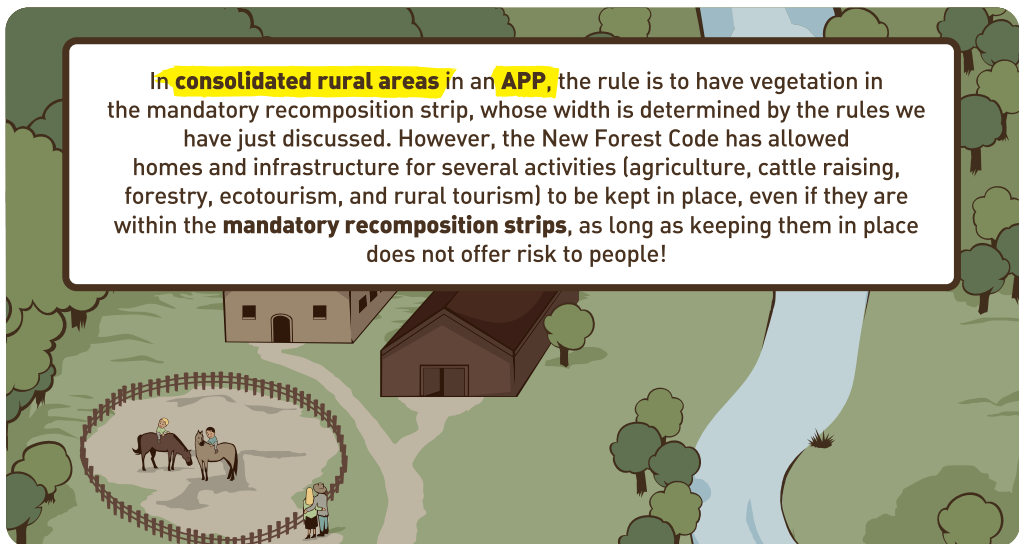 In consolidated rural areas in an APP, the rule is to have vegetation in
the mandatory recomposition strip, whose width is determined by the rules we
have just discussed. However, the New Forest Code has allowed
homes and infrastructure for several activities (agriculture, cattle raising,
forestry, ecotourism, and rural tourism) to be kept in place, even if they are
within the mandatory recomposition strips, as long as keeping them in place
does not offer risk to people!